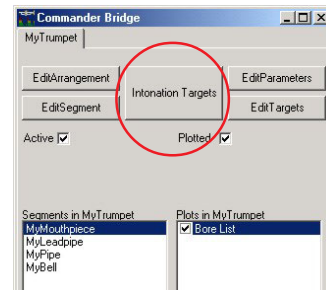 Commander Bridge
MyTrumpet
EditArrangement
Intonation Targets
EditParameters
EditSegment
EditTargets
Active
Plotted
Segments in MyTrumpet
Plots in MyTrumpet
MyMouthpiece
Bore List
MyLeadpipe
MyPipe
MyBell